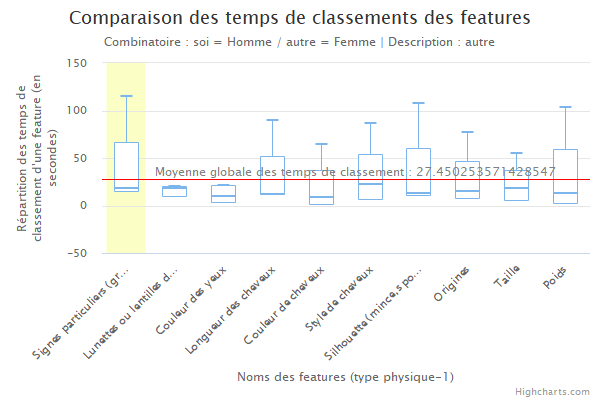 Comparaison des temps de classements des features
Combinatoire : soi = Homme / autre = Femme | Description : autre
Répartition des temps de
classement d'une feature (en
secondes)
150
100
50
0
-50
Moyenne globale des temps de classement : 27.450253571428547
Signes particuliers (gr...
Lunettes ou lentilles d...
Couleur des yeux
Longueur des cheveux
Couleur de cheveux
Style de cheveux
Silhouette (mince,s po...
Origines
Taille
Poids
Noms des features (type physique-1)
Highcharts.com